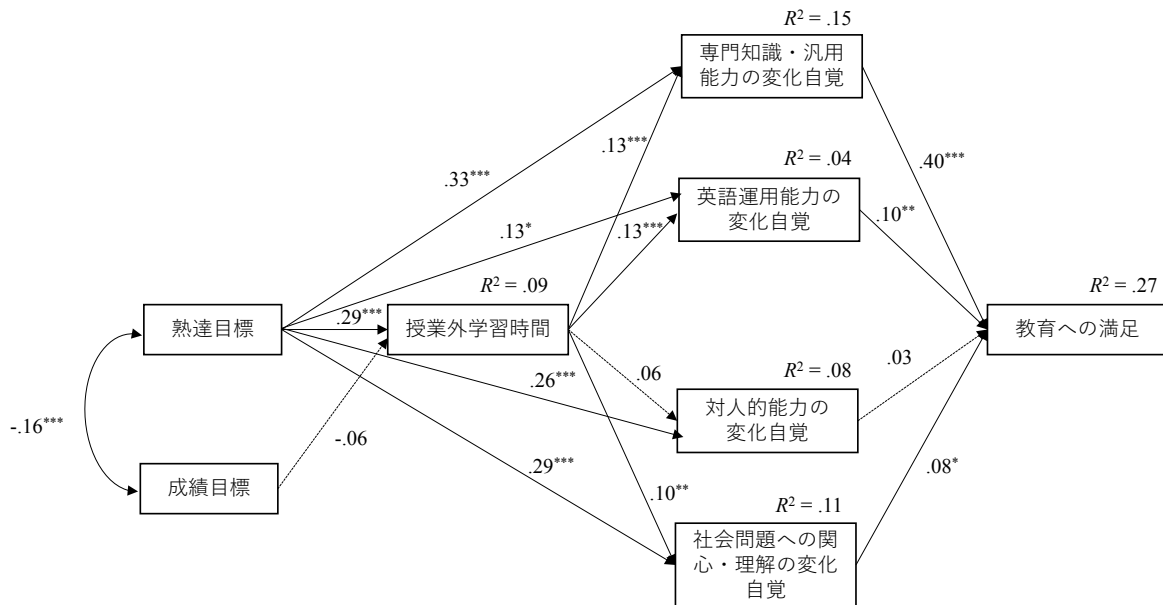 R² = .15
専門知識・汎用
能力の変化自覚
.33***
.13***
.40***
R² = .04
英語運用能力の
変化自覚
.13*
.13***
.10**
R² = .09
R² = .27
熟達目標
.29***
授業外学習時間
教育への満足
.26***
.06
R² = .08
.03
対人的能力の
変化自覚
-.16***
-.06
成績目標
.29***
.10**
.08*
R² = .11
社会問題への関
心・理解の変化
自覚